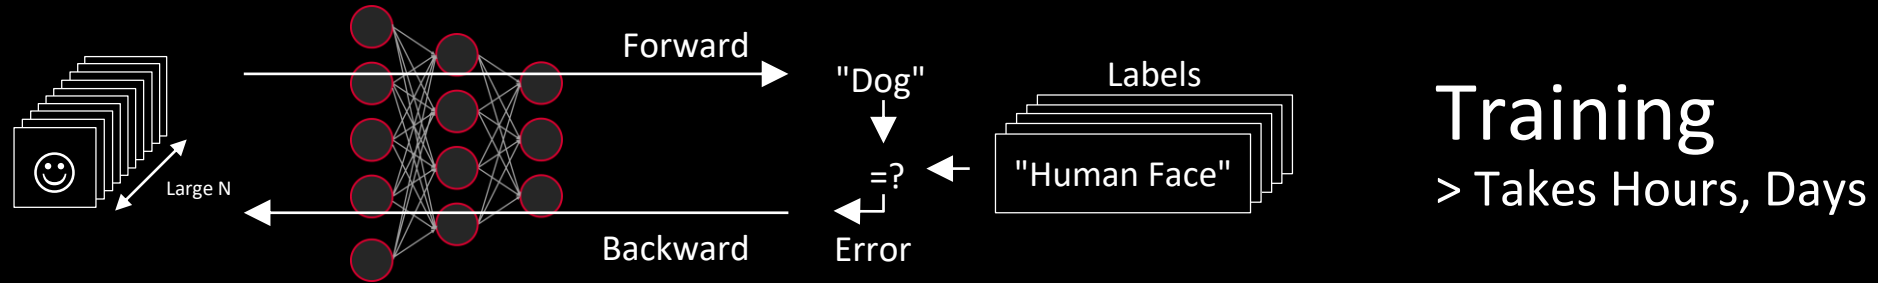 Large N
Forward
Backward
"Dog"
=?
Error
Labels
"Human Face"
Training
> Takes Hours, Days